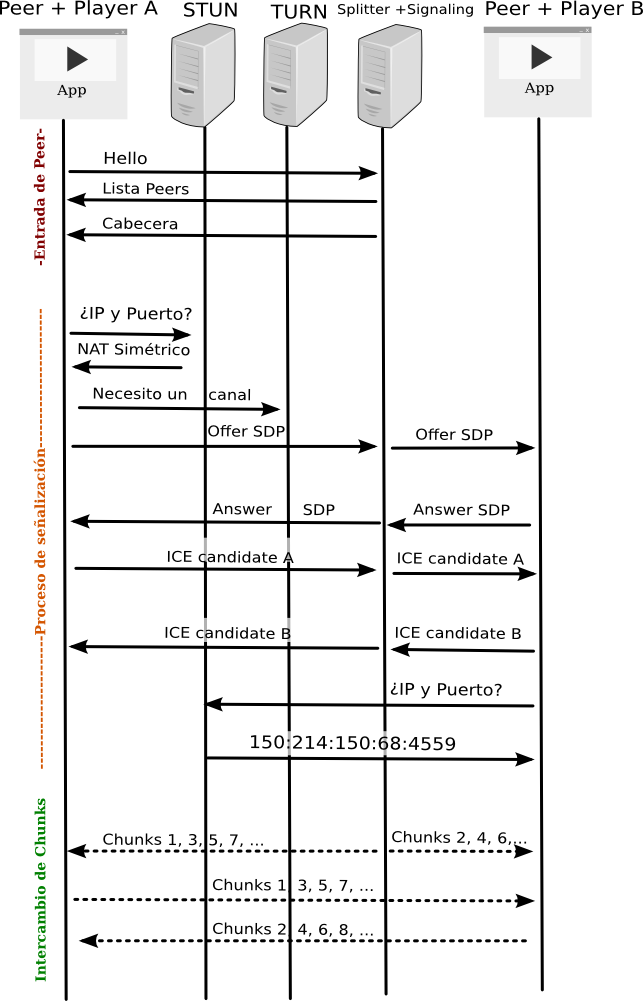 Peer + Player A
STUN
TURN
Splitter +Signaling
Peer + Player B
App
App
-Entrada de Peer-
Hello
Lista Peers
Cabecera
Proceso de señalización
¿IP y Puerto?
NAT Simétrico
Necesito un canal
Offer SDP
Offer SDP
Answer SDP
Answer SDP
ICE candidate A
ICE candidate A
ICE candidate B
ICE candidate B
¿IP y Puerto?
150:214:150:68:4559
Intercambio de Chunks
Chunks 1, 3, 5, 7, ...
Chunks 2, 4, 6,...
Chunks 1, 3, 5, 7, ...
Chunks 2, 4, 6, 8, ...